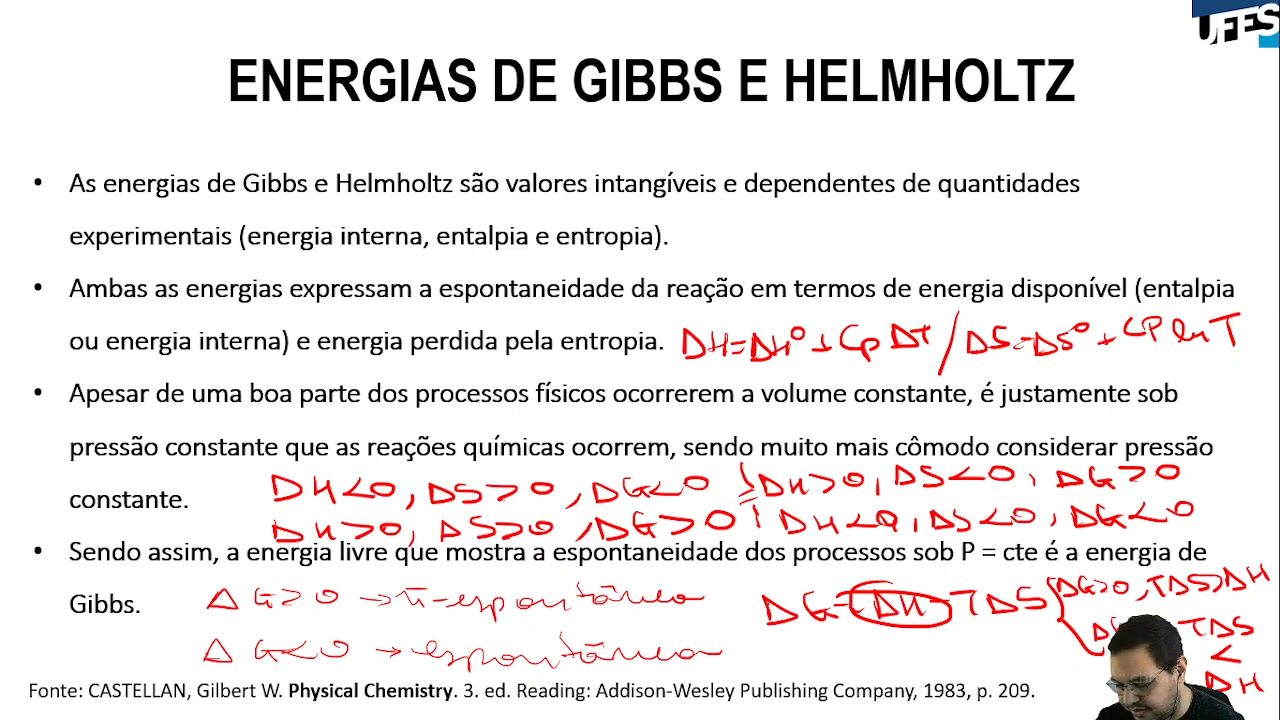 UFES
ENERGIAS DE GIBBS E HELMHOLTZ
• As energias de Gibbs e Helmholtz são valores intangíveis e dependentes de quantidades
experimentais (energia interna, entalpia e entropia).
• Ambas as energias expressam a espontaneidade da reação em termos de energia disponível (entalpia
ou energia interna) e energia perdida pela entropia. ΔH=ΔH° + Cp ΔT / ΔS=ΔS° + CP ln T
• Apesar de uma boa parte dos processos físicos ocorrerem a volume constante, é justamente sob
pressão constante que as reações químicas ocorrem, sendo muito mais cômodo considerar pressão
constante. ΔH<0, ΔS>0, ΔG<0 ΔH>0, ΔS<0, ΔG>0
ΔH>0, ΔS>0, ΔG>0 ΔH<0, ΔS<0, ΔG<0
• Sendo assim, a energia livre que mostra a espontaneidade dos processos sob P = cte é a energia de
Gibbs. ΔG>0 → ñ-espontânea ΔG=ΔH-TΔS ΔG>0, TΔS>ΔH
ΔG<0 → espontânea TΔS < ΔH
Fonte: CASTELLAN, Gilbert W. Physical Chemistry. 3. ed. Reading: Addison-Wesley Publishing Company, 1983, p. 209.